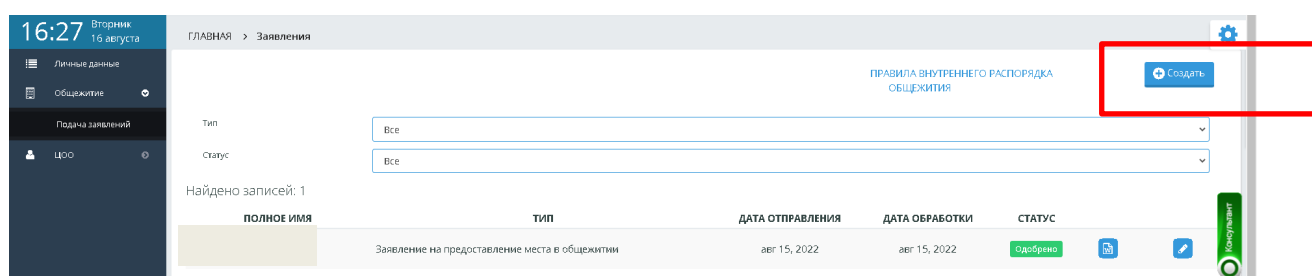 16:27 Вторник
16 августа
ГЛАВНАЯ > Заявления
Личные данные
Общежитие
Подача заявлений
ЦОО
ПРАВИЛА ВНУТРЕННЕГО РАСПОРЯДКА
ОБЩЕЖИТИЯ
Создать
Тип
Все
Статус
Все
Найдено записей: 1
ПОЛНОЕ ИМЯ ТИП ДАТА ОТПРАВЛЕНИЯ ДАТА ОБРАБОТКИ СТАТУС
Заявление на предоставление места в общежитии авг 15, 2022 авг 15, 2022 Одобрено
Консультант